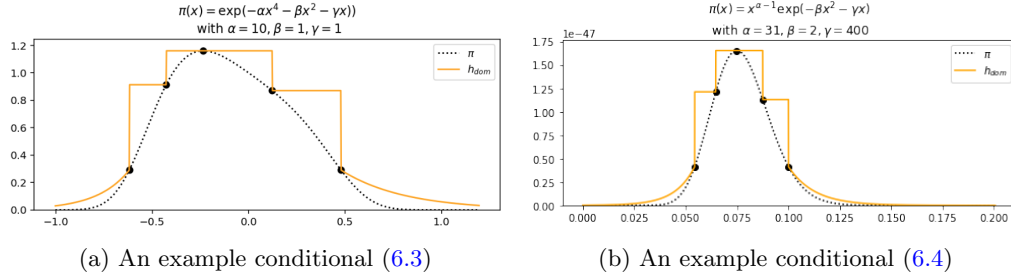 π(x) = exp(−αx⁴ − βx² − γx))
with α = 10, β = 1, γ = 1
1.2
1.0
0.8
0.6
0.4
0.2
0.0
−1.0
−0.5
0.0
0.5
1.0
π
h_dom
(a) An example conditional (6.3)
π(x) = x^{α−1}exp(−βx² − γx)
with α = 31, β = 2, γ = 400
1e−47
1.75
1.50
1.25
1.00
0.75
0.50
0.25
0.00
0.000
0.025
0.050
0.075
0.100
0.125
0.150
0.175
0.200
π
h_dom
(b) An example conditional (6.4)